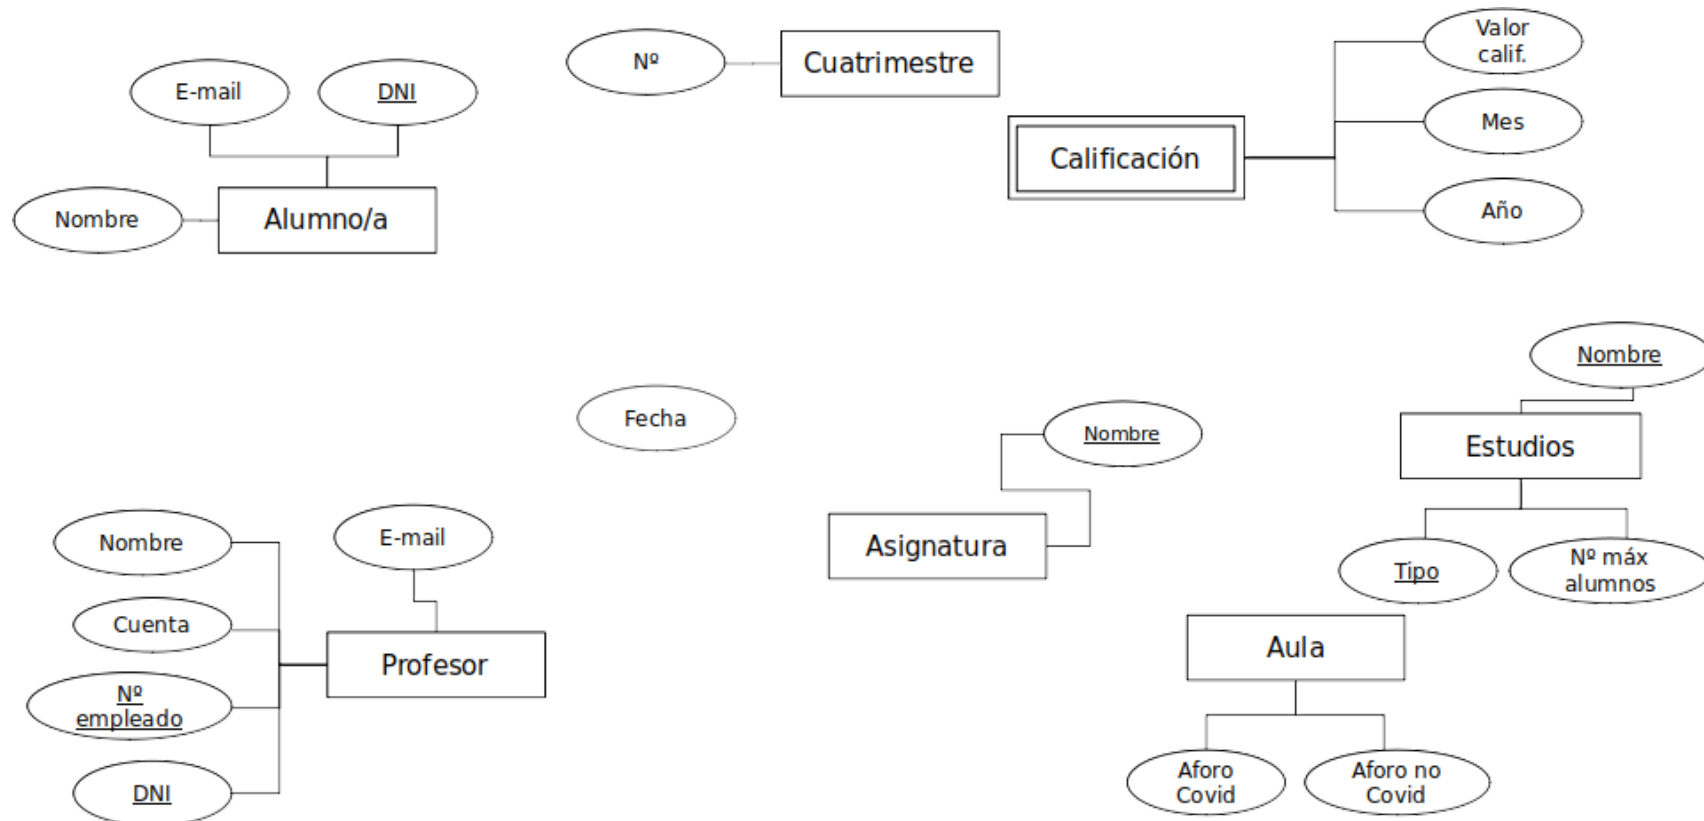 Nº
Cuatrimestre
Valor
calif.
E-mail
DNI
Mes
Calificación
Nombre
Alumno/a
Año
Nombre
Fecha
Nombre
Estudios
Nombre
E-mail
Asignatura
Tipo
Nº máx
alumnos
Cuenta
Profesor
Aula
Nº
empleado
DNI
Aforo
Covid
Aforo no
Covid